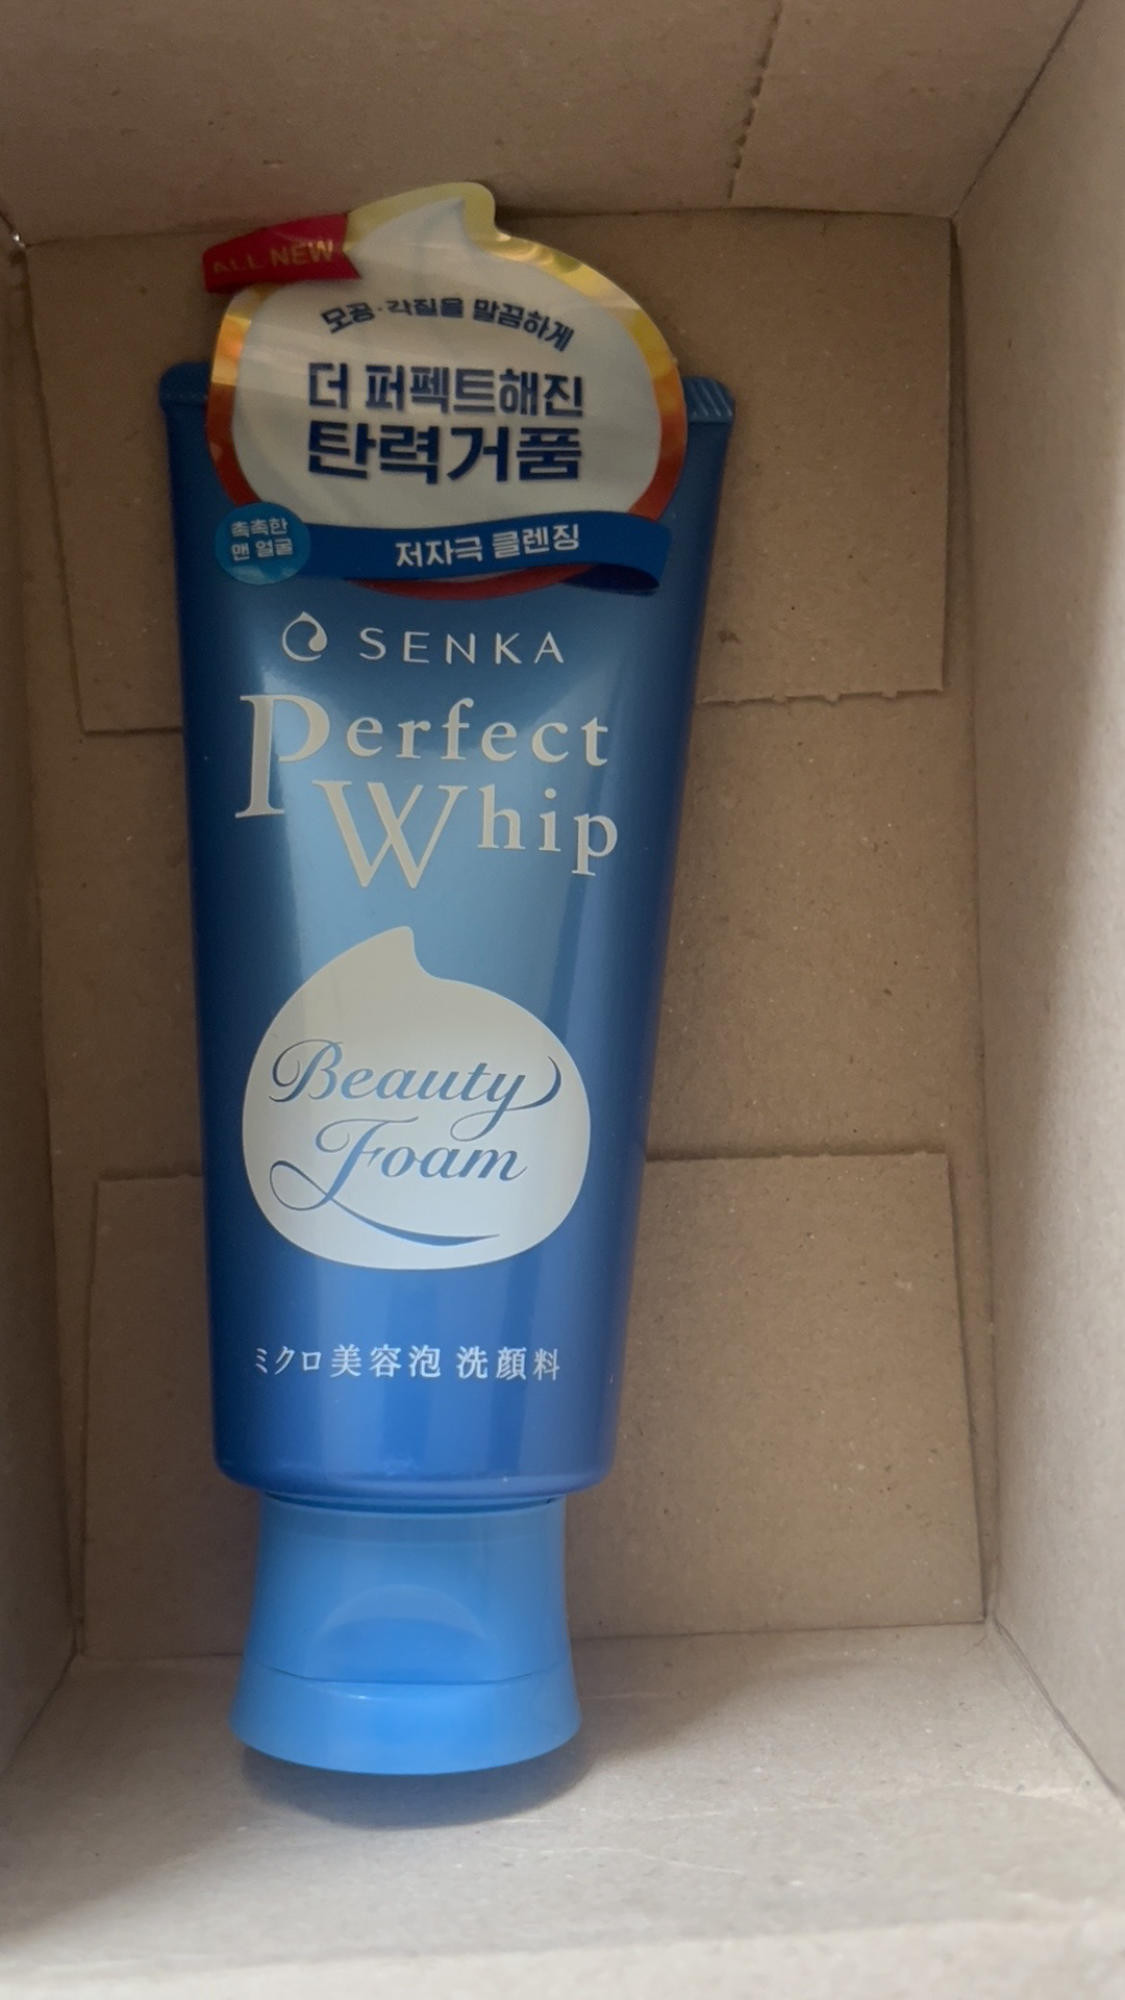 ALL NEW
모공·각질을 말끔하게
더 퍼펙트해진
탄력거품
촉촉한
맨 얼굴
저자극 클렌징
SENKA
Perfect
Whip
Beauty
Foam
ミクロ美容泡 洗顔料